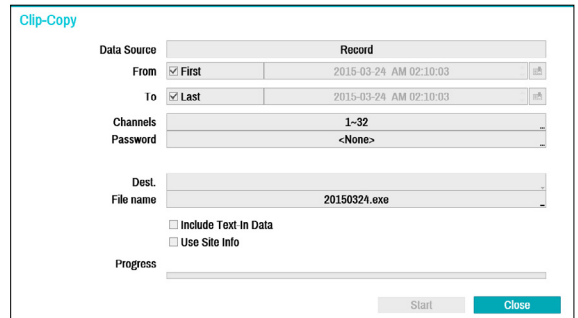 Clip-Copy
Data Source Record
From First 2015-03-24 AM 02:10:03
To Last 2015-03-24 AM 02:10:03
Channels 1~32 ...
Password <None> ...
Dest.
File name 20150324.exe
Include Text-In Data
Use Site Info
Progress
Start Close